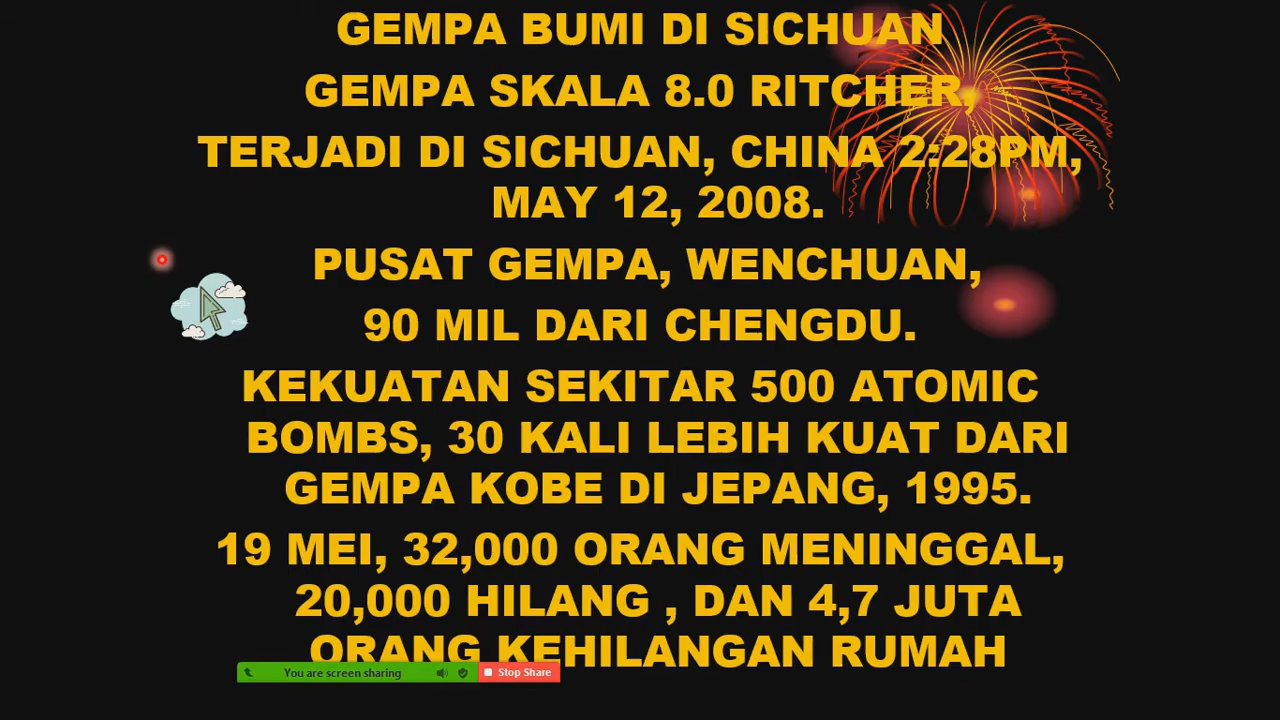 GEMPA BUMI DI SICHUAN
GEMPA SKALA 8.0 RITCHER,
TERJADI DI SICHUAN, CHINA 2:28PM,
MAY 12, 2008.
PUSAT GEMPA, WENCHUAN,
90 MIL DARI CHENGDU.
KEKUATAN SEKITAR 500 ATOMIC
BOMBS, 30 KALI LEBIH KUAT DARI
GEMPA KOBE DI JEPANG, 1995.
19 MEI, 32,000 ORANG MENINGGAL,
20,000 HILANG , DAN 4,7 JUTA
ORANG KEHILANGAN RUMAH
You are screen sharing Stop Share